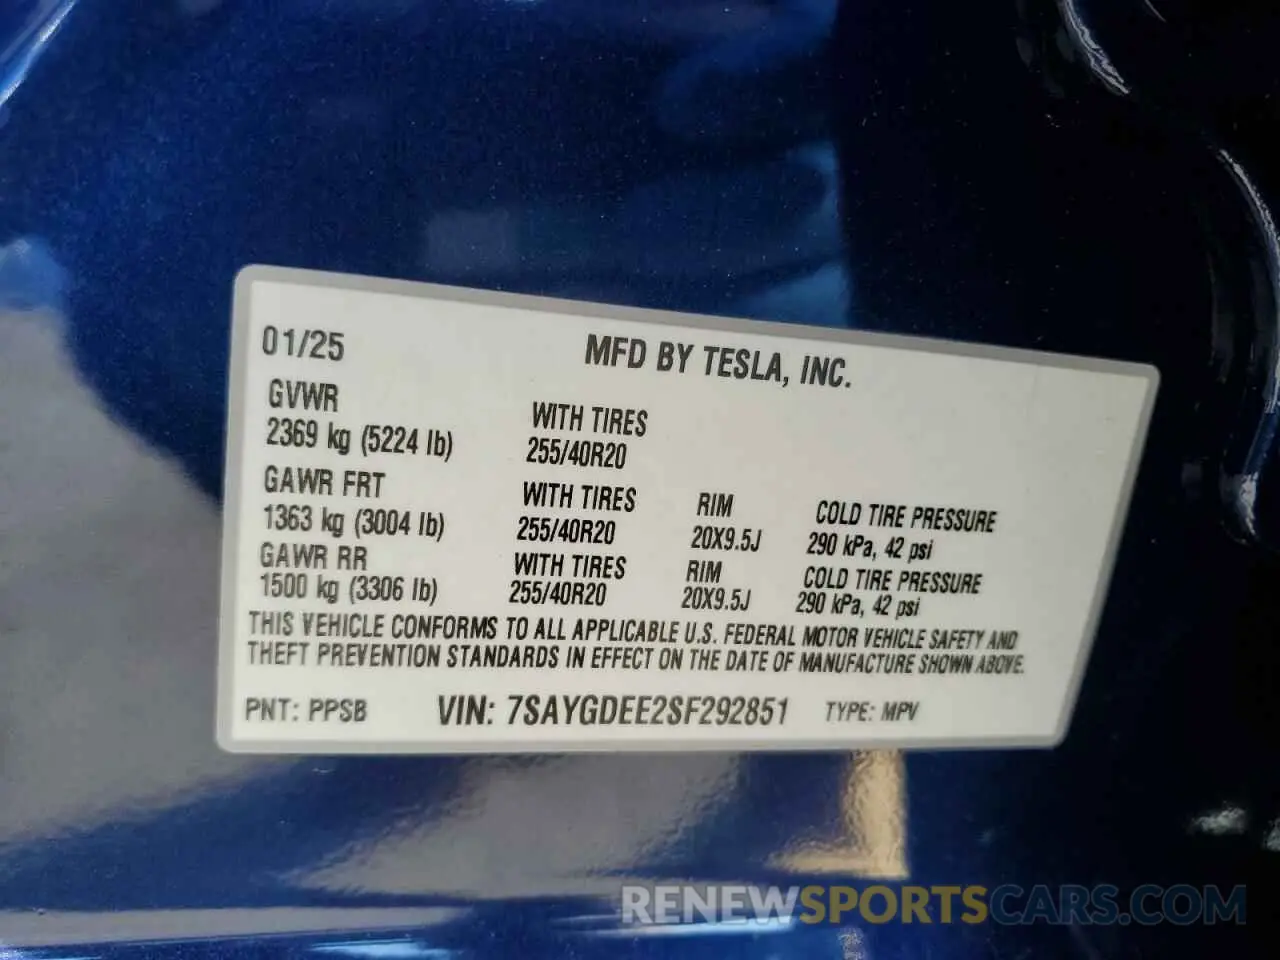 01/25 MFD BY TESLA, INC.
GVWR
2369 kg (5224 lb) WITH TIRES
255/40R20
GAWR FRT
1363 kg (3004 lb) WITH TIRES
255/40R20 RIM
20X9.5J COLD TIRE PRESSURE
290 kPa, 42 psi
GAWR RR
1500 kg (3306 lb) WITH TIRES
255/40R20 RIM
20X9.5J COLD TIRE PRESSURE
290 kPa, 42 psi
THIS VEHICLE CONFORMS TO ALL APPLICABLE U.S. FEDERAL MOTOR VEHICLE SAFETY AND
THEFT PREVENTION STANDARDS IN EFFECT ON THE DATE OF MANUFACTURE SHOWN ABOVE.
PNT: PPSB VIN: 7SAYGDEE2SF292851 TYPE: MPV
RENEWSPORTSCARS.COM